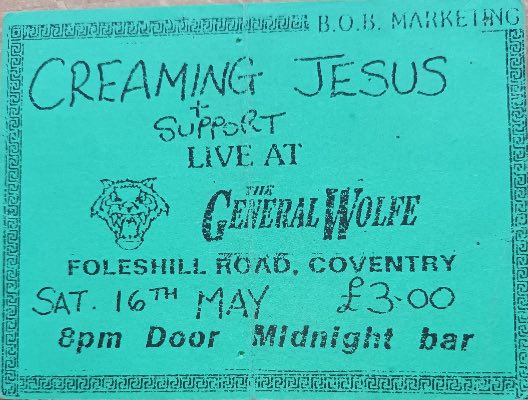 B.O.B. MARKETING
CREAMING JESUS
+
SUPPORT
LIVE AT
THE
GENERAL WOLFE
FOLESHILL ROAD, COVENTRY
SAT. 16TH MAY £3.00
8pm Door Midnight bar